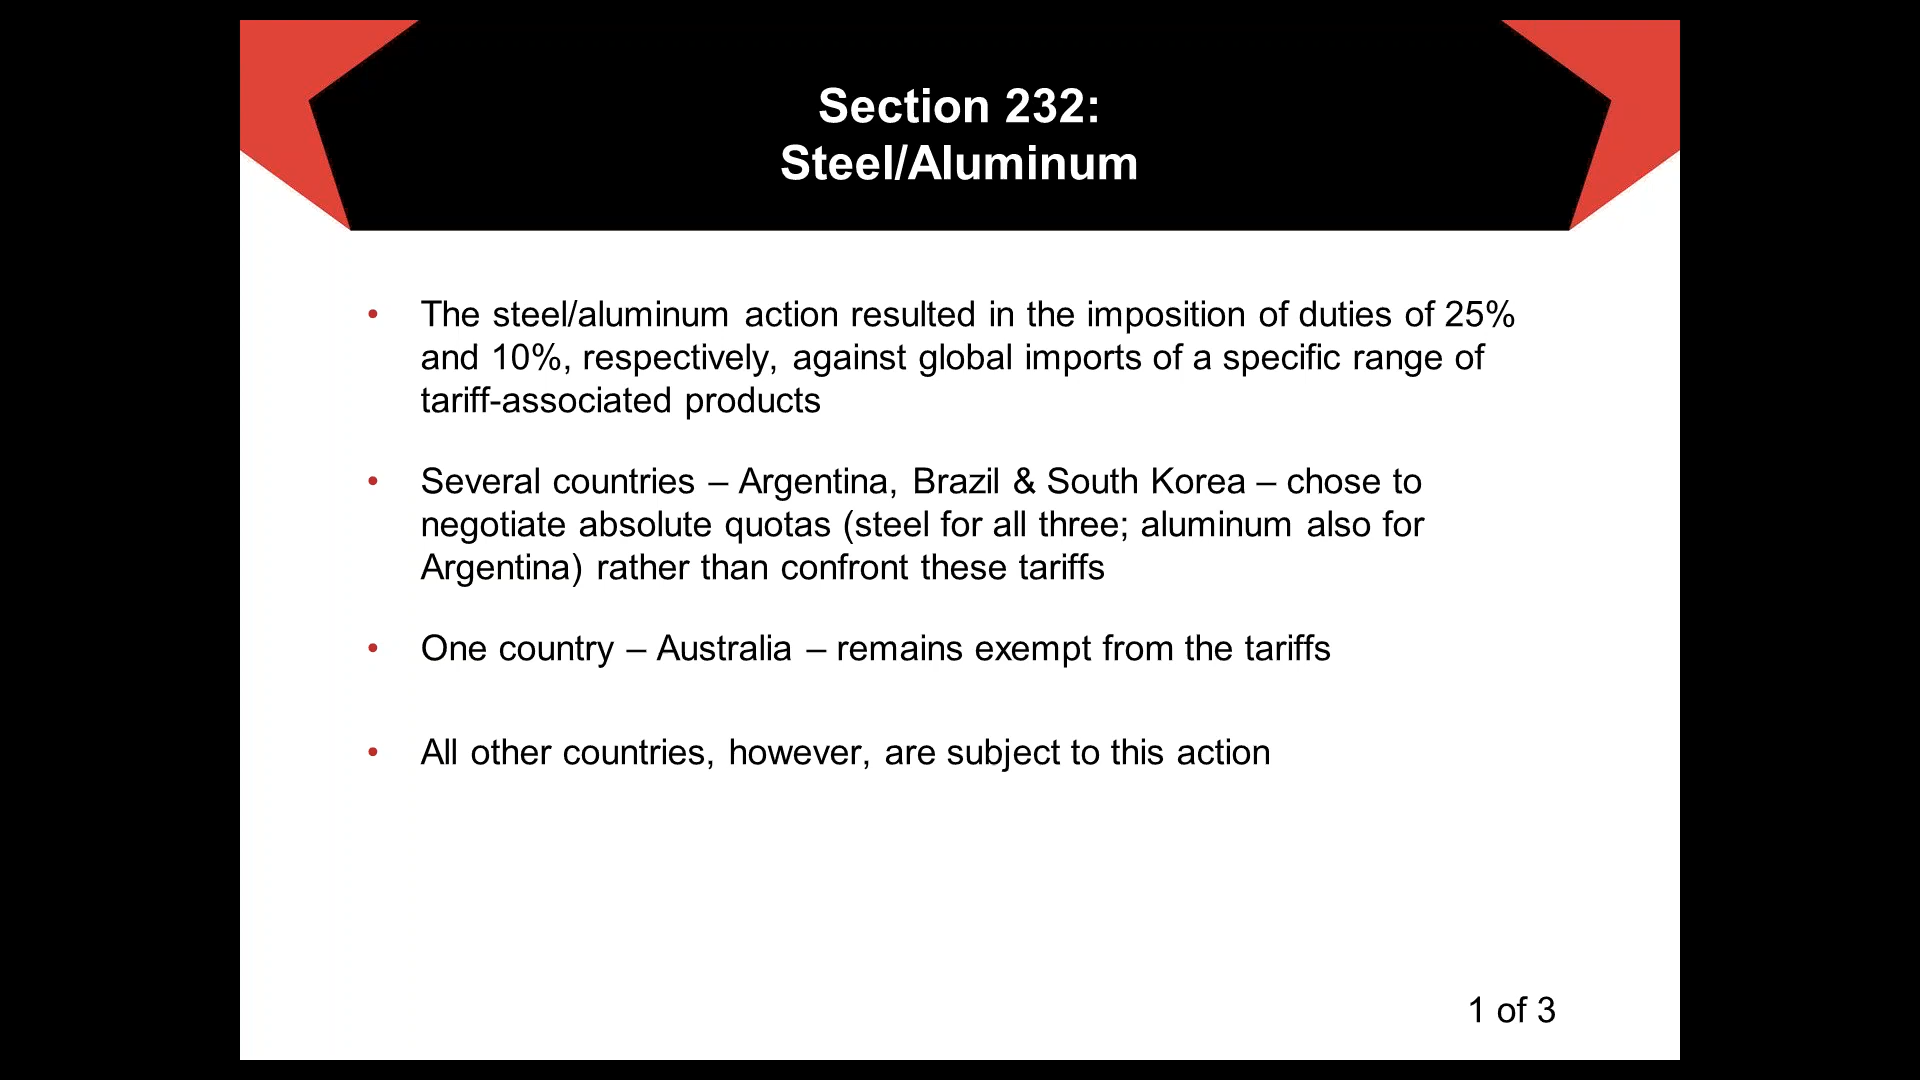 Section 232:
Steel/Aluminum
• The steel/aluminum action resulted in the imposition of duties of 25%
and 10%, respectively, against global imports of a specific range of
tariff-associated products
• Several countries – Argentina, Brazil & South Korea – chose to
negotiate absolute quotas (steel for all three; aluminum also for
Argentina) rather than confront these tariffs
• One country – Australia – remains exempt from the tariffs
• All other countries, however, are subject to this action
1 of 3